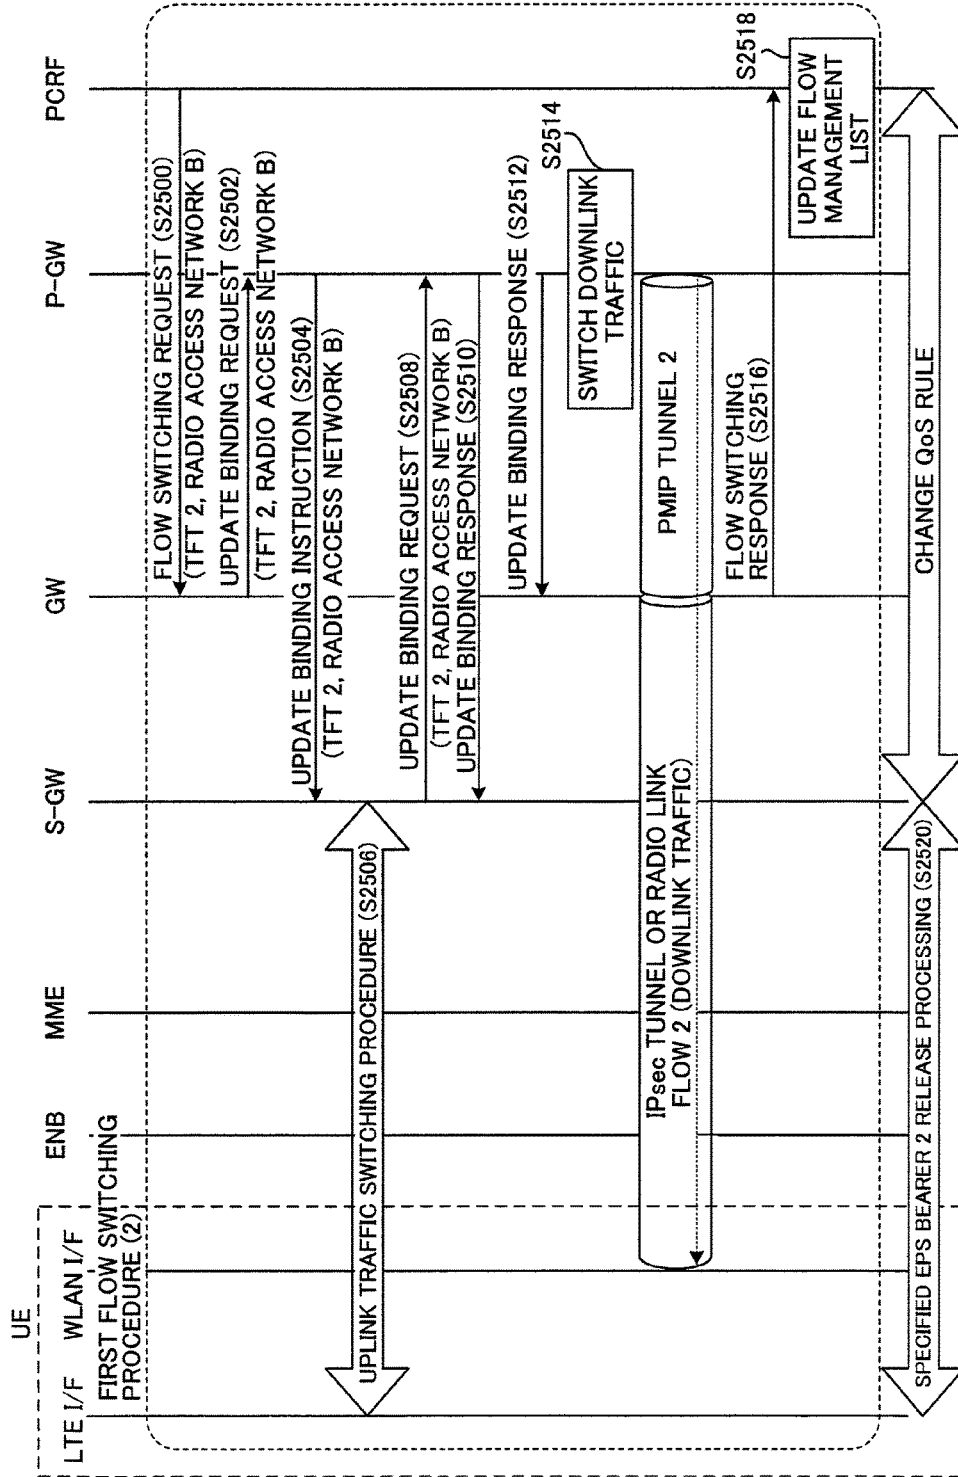 UE
LTE I/F
WLAN I/F
ENB
MME
S-GW
GW
P-GW
PCRF
FIRST FLOW SWITCHING
PROCEDURE (2)
FLOW SWITCHING REQUEST (S2500)
(TFT 2, RADIO ACCESS NETWORK B)
UPDATE BINDING REQUEST (S2502)
(TFT 2, RADIO ACCESS NETWORK B)
UPDATE BINDING INSTRUCTION (S2504)
(TFT 2, RADIO ACCESS NETWORK B)
UPLINK TRAFFIC SWITCHING PROCEDURE (S2506)
UPDATE BINDING REQUEST (S2508)
(TFT 2, RADIO ACCESS NETWORK B)
UPDATE BINDING RESPONSE (S2510)
UPDATE BINDING RESPONSE (S2512)
S2514
SWITCH DOWNLINK
TRAFFIC
IPsec TUNNEL OR RADIO LINK
FLOW 2 (DOWNLINK TRAFFIC)
PMIP TUNNEL 2
FLOW SWITCHING
RESPONSE (S2516)
S2518
UPDATE FLOW
MANAGEMENT
LIST
SPECIFIED EPS BEARER 2 RELEASE PROCESSING (S2520)
CHANGE QoS RULE